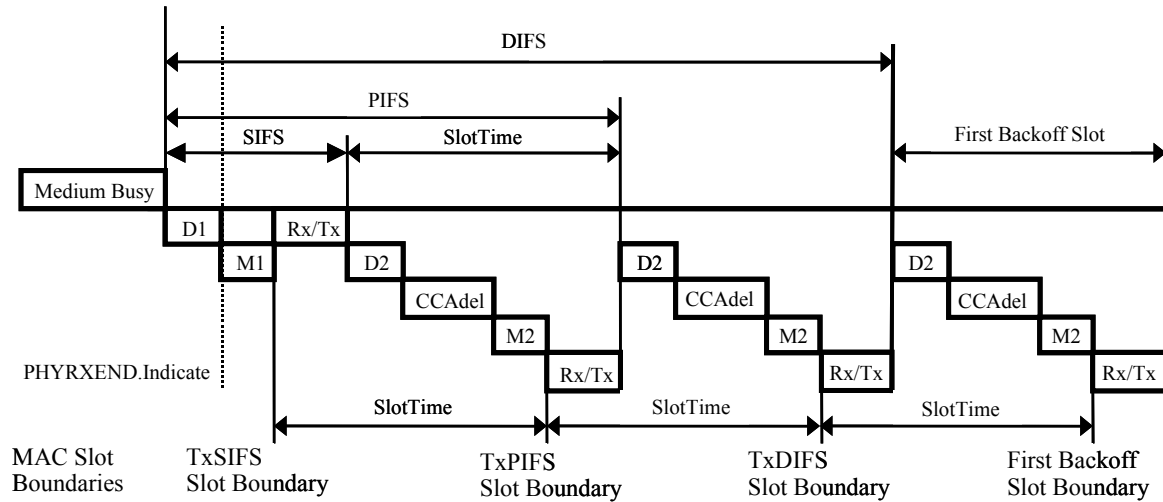 DIFS
PIFS
SIFS
SlotTime
First Backoff Slot
Medium Busy
D1
Rx/Tx
M1
D2
D2
D2
CCAdel
CCAdel
CCAdel
M2
M2
M2
PHYRXEND.Indicate
Rx/Tx
Rx/Tx
Rx/Tx
SlotTime
SlotTime
SlotTime
MAC Slot
Boundaries
TxSIFS
Slot Boundary
TxPIFS
Slot Boundary
TxDIFS
Slot Boundary
First Backoff
Slot Boundary